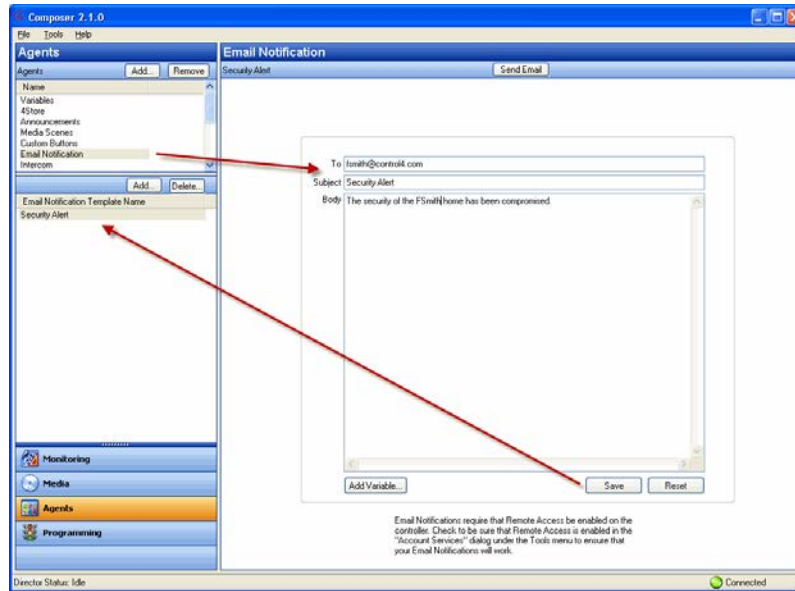 Composer 2.1.0
File Tools Help
Agents
Agents Add... Remove
Name
Variables
4Store
Announcements
Media Scenes
Custom Buttons
Email Notification
Intercom
Add... Delete...
Email Notification Template Name
Security Alert
Monitoring
Media
Agents
Programming
Email Notification
Security Alert Send Email
To fsmith@control4.com
Subject Security Alert
Body The security of the FSmith home has been compromised
Add Variable... Save Reset
Email Notifications require that Remote Access be enabled on the
controller. Check to be sure that Remote Access is enabled in the
"Account Services" dialog under the Tools menu to ensure that
your Email Notifications will work.
Director Status: Idle Connected